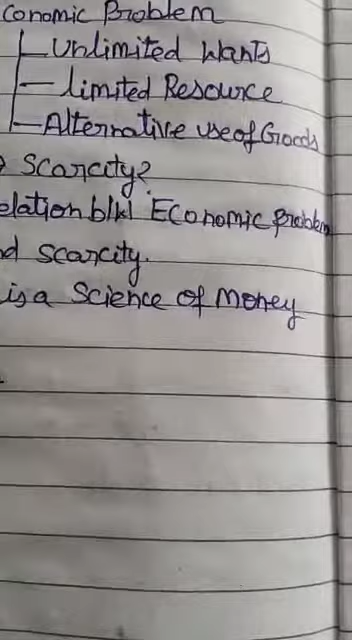 conomic Problem
Unlimited Wants
limited Resource
Alternative use of Goods
Scarcity?
elation b/w Economic problem
nd scarcity.
is a Science of Money